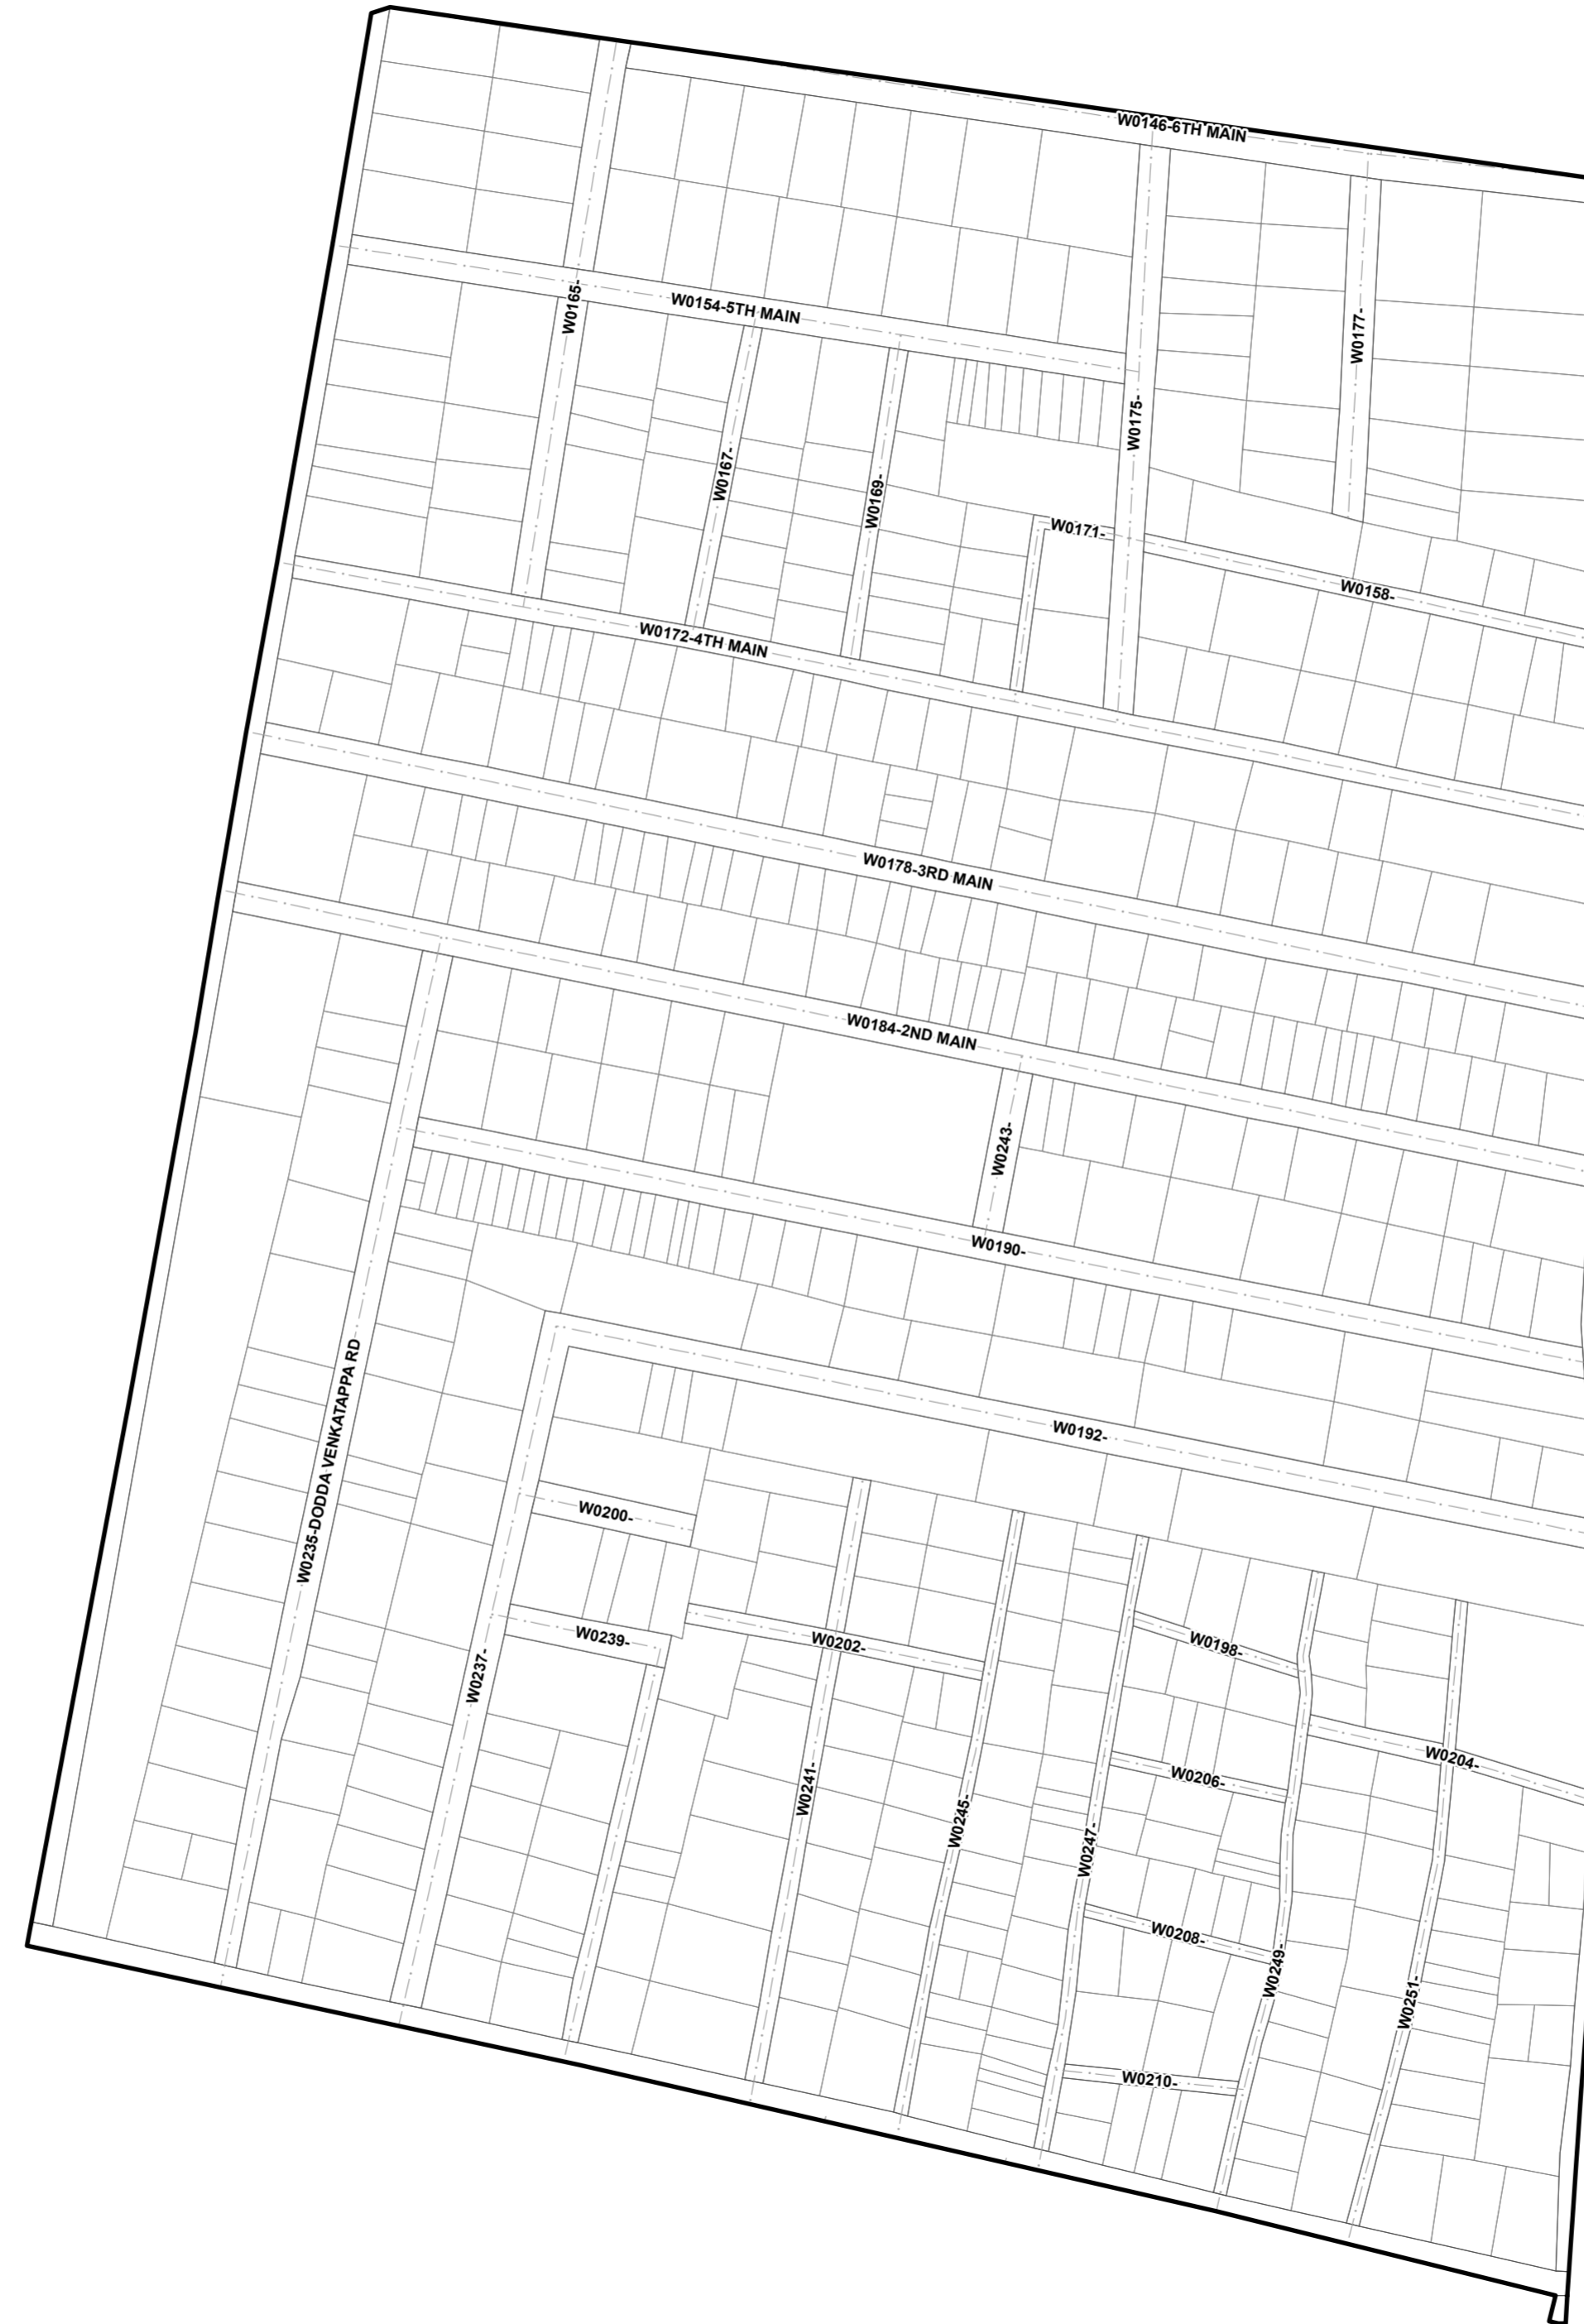 W0146-6TH MAIN
W0165-
W0154-5TH MAIN
W0177-
W0175-
W0167-
W0169-
W0171-
W0158-
W0172-4TH MAIN
W0178-3RD MAIN
W0184-2ND MAIN
W0243-
W0190-
W0235-DODDA VENKATAPPA RD
W0192-
W0200-
W0239-
W0202-
W0198-
W0237-
W0204-
W0206-
W0241-
W0245-
W0247-
W0208-
W0249-
W0251-
W0210-